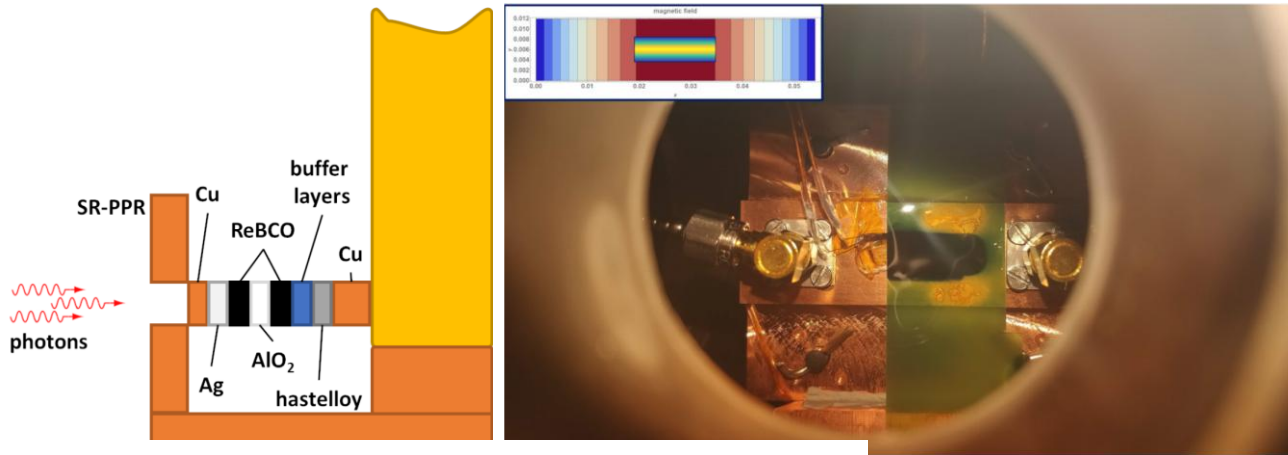 SR-PPR
Cu
buffer
layers
ReBCO
Cu
photons
Ag
AlO₂
hastelloy
magnetic field
0.012
0.010
0.008
0.006
0.004
0.002
0.000
0.00
0.01
0.02
0.03
0.04
0.05
x